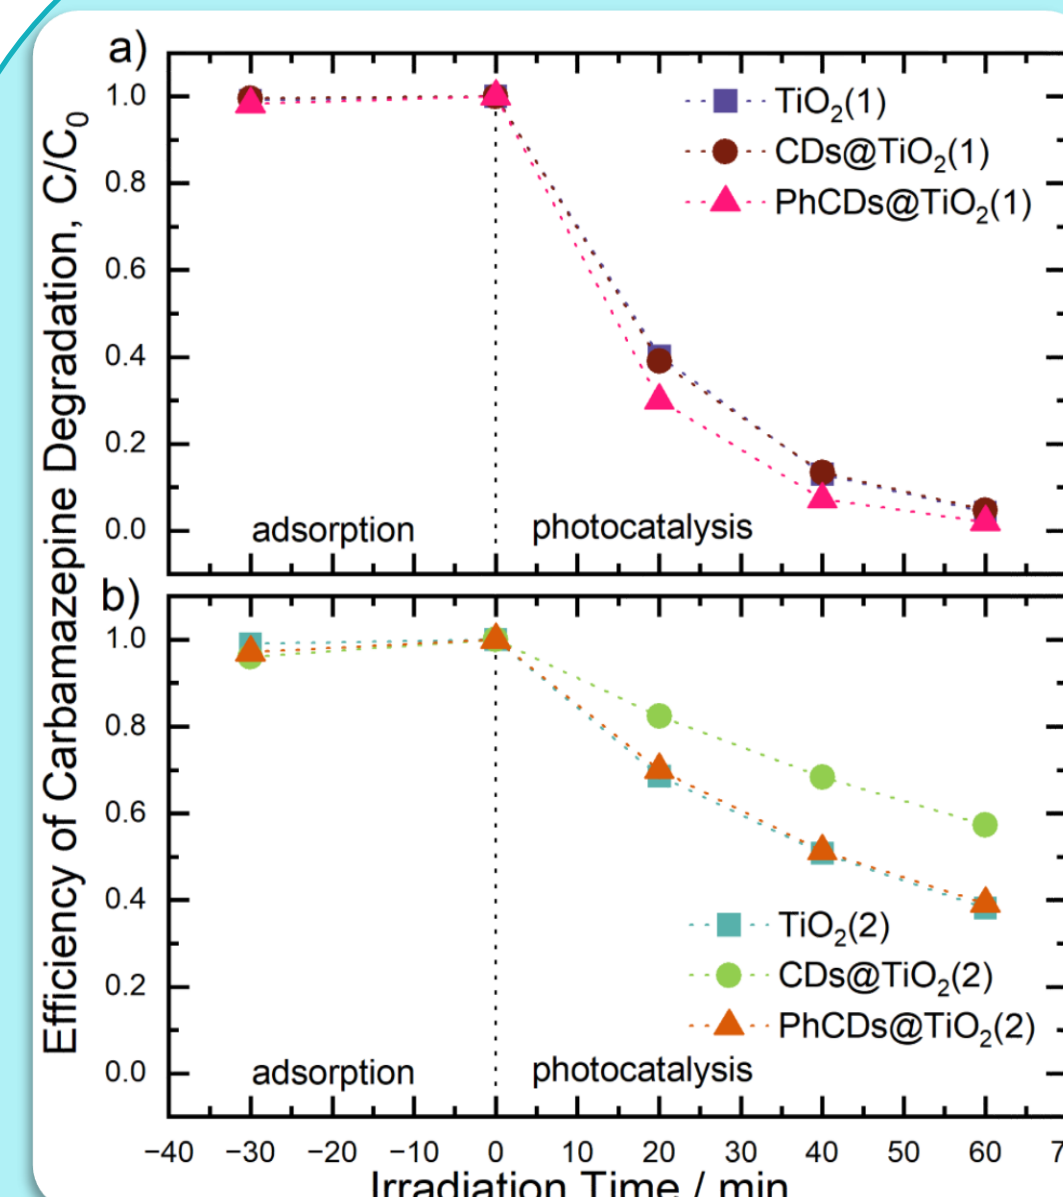 Efficiency of Carbamazepine Degradation, C/C₀
a)
1.0
0.8
0.6
0.4
0.2
0.0
TiO₂(1)
CDs@TiO₂(1)
PhCDs@TiO₂(1)
adsorption
photocatalysis
b)
1.0
0.8
0.6
0.4
0.2
0.0
TiO₂(2)
CDs@TiO₂(2)
PhCDs@TiO₂(2)
adsorption
photocatalysis
−40 −30 −20 −10 0 10 20 30 40 50 60 7
Irradiation Time / min